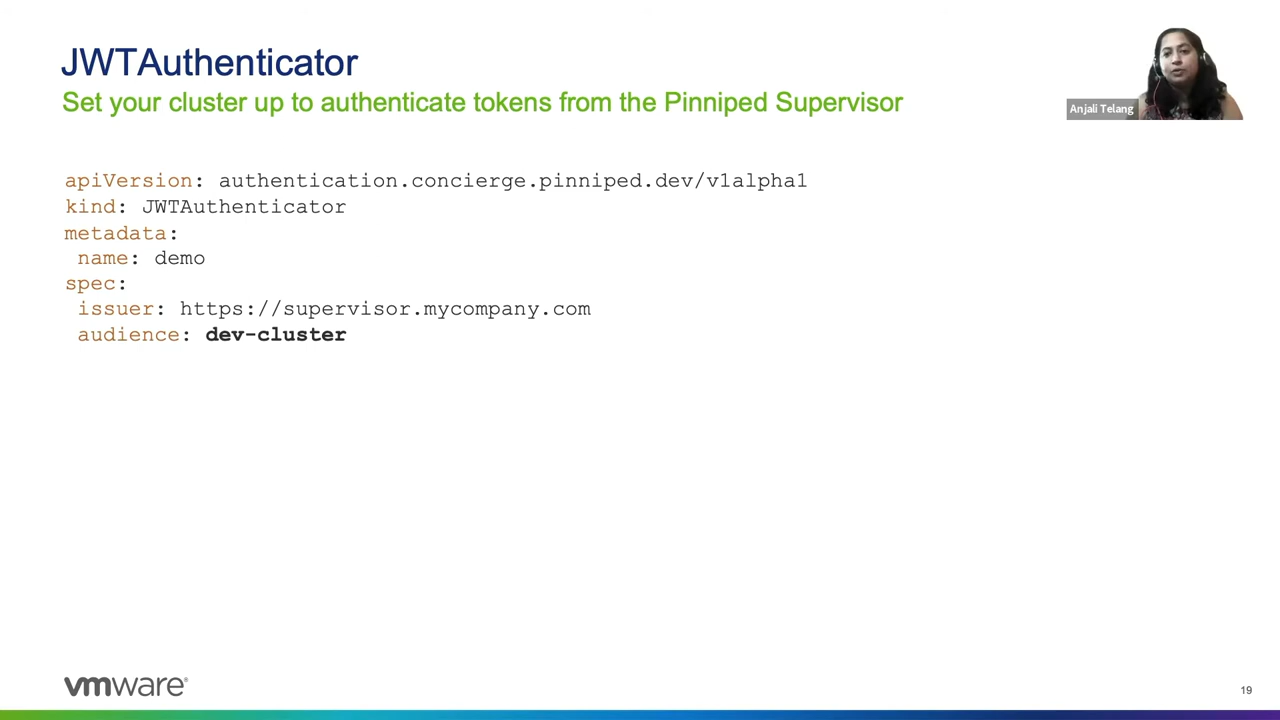 JWTAuthenticator
Set your cluster up to authenticate tokens from the Pinniped Supervisor
Anjali Telang
apiVersion: authentication.concierge.pinniped.dev/v1alpha1
kind: JWTAuthenticator
metadata:
 name: demo
spec:
 issuer: https://supervisor.mycompany.com
 audience: dev-cluster
vmware®
19